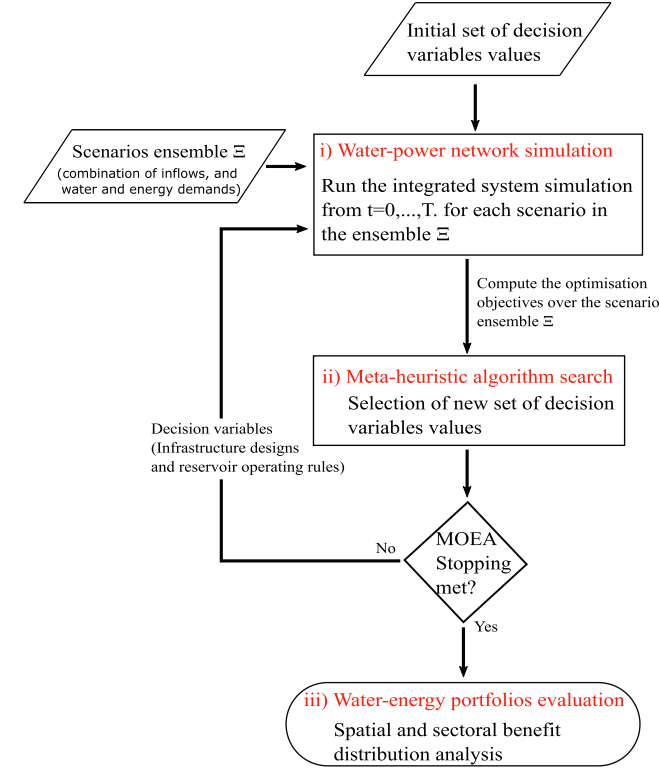 Initial set of decision
variables values
Scenarios ensemble Ξ
(combination of inflows, and
water and energy demands)
i) Water-power network simulation
Run the integrated system simulation
from t=0,...,T. for each scenario in
the ensemble Ξ
Compute the optimisation
objectives over the scenario
ensemble Ξ
ii) Meta-heuristic algorithm search
Selection of new set of decision
variables values
Decision variables
(Infrastructure designs
and reservoir operating rules)
No
MOEA
Stopping
met?
Yes
iii) Water-energy portfolios evaluation
Spatial and sectoral benefit
distribution analysis